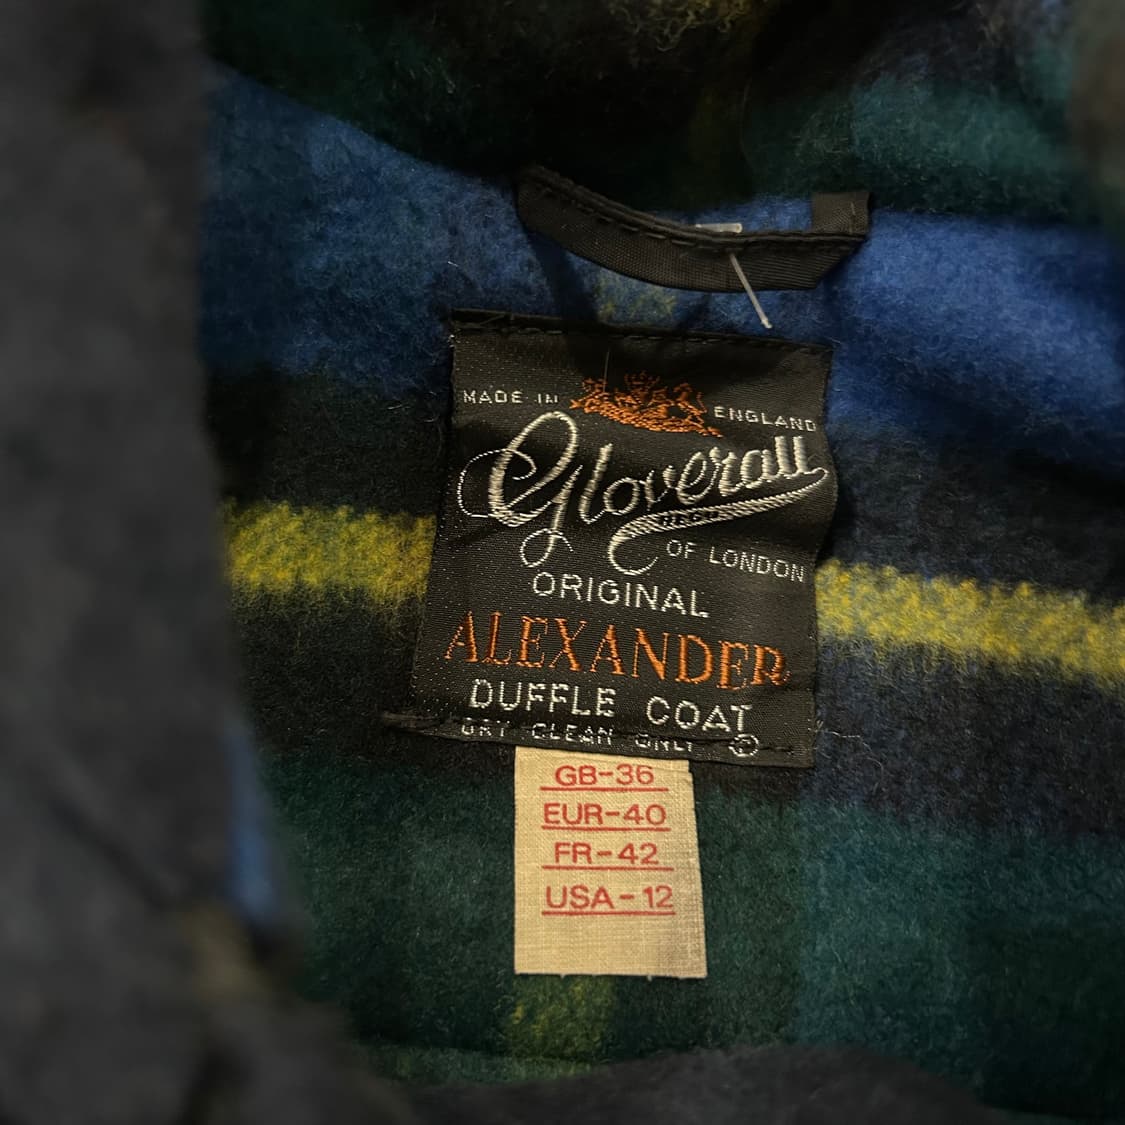 MADE IN ENGLAND
Gloverall
REGD
OF LONDON
ORIGINAL
ALEXANDER
DUFFLE COAT
DRY CLEAN ONLY Ⓟ
GB-36
EUR-40
FR-42
USA-12